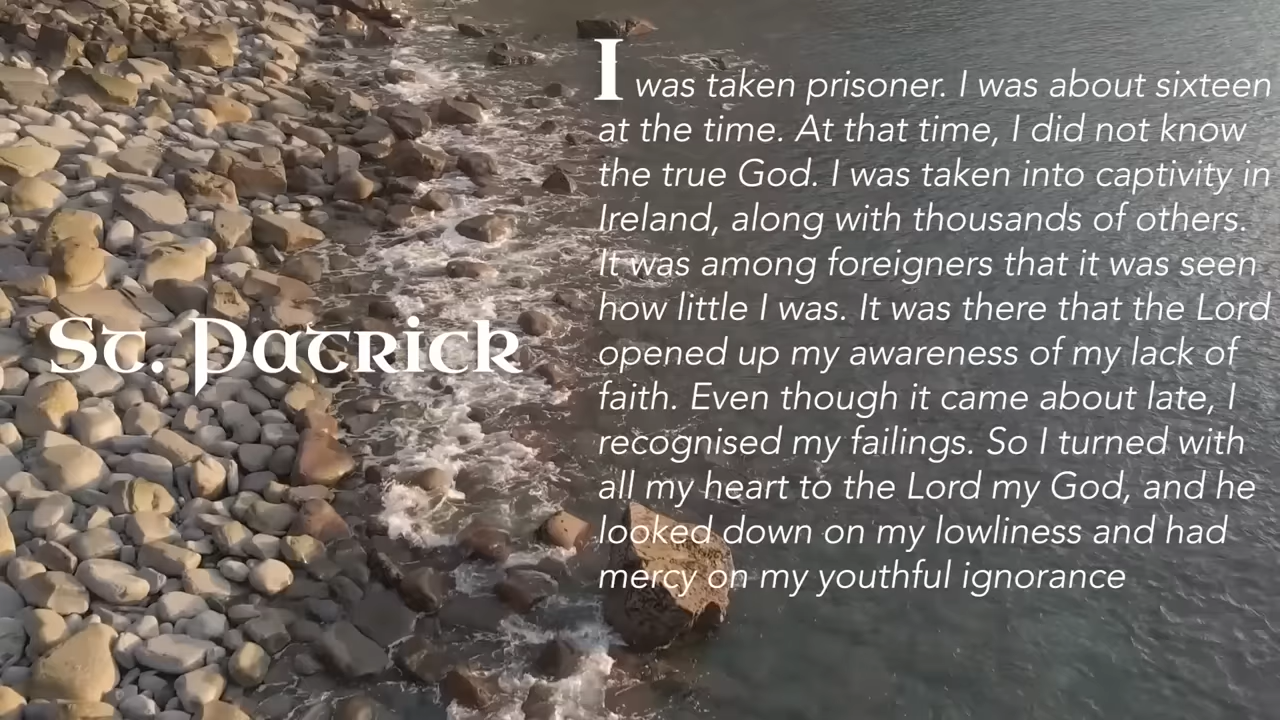 St. Patrick
I was taken prisoner. I was about sixteen
at the time. At that time, I did not know
the true God. I was taken into captivity in
Ireland, along with thousands of others.
It was among foreigners that it was seen
how little I was. It was there that the Lord
opened up my awareness of my lack of
faith. Even though it came about late, I
recognised my failings. So I turned with
all my heart to the Lord my God, and he
looked down on my lowliness and had
mercy on my youthful ignorance